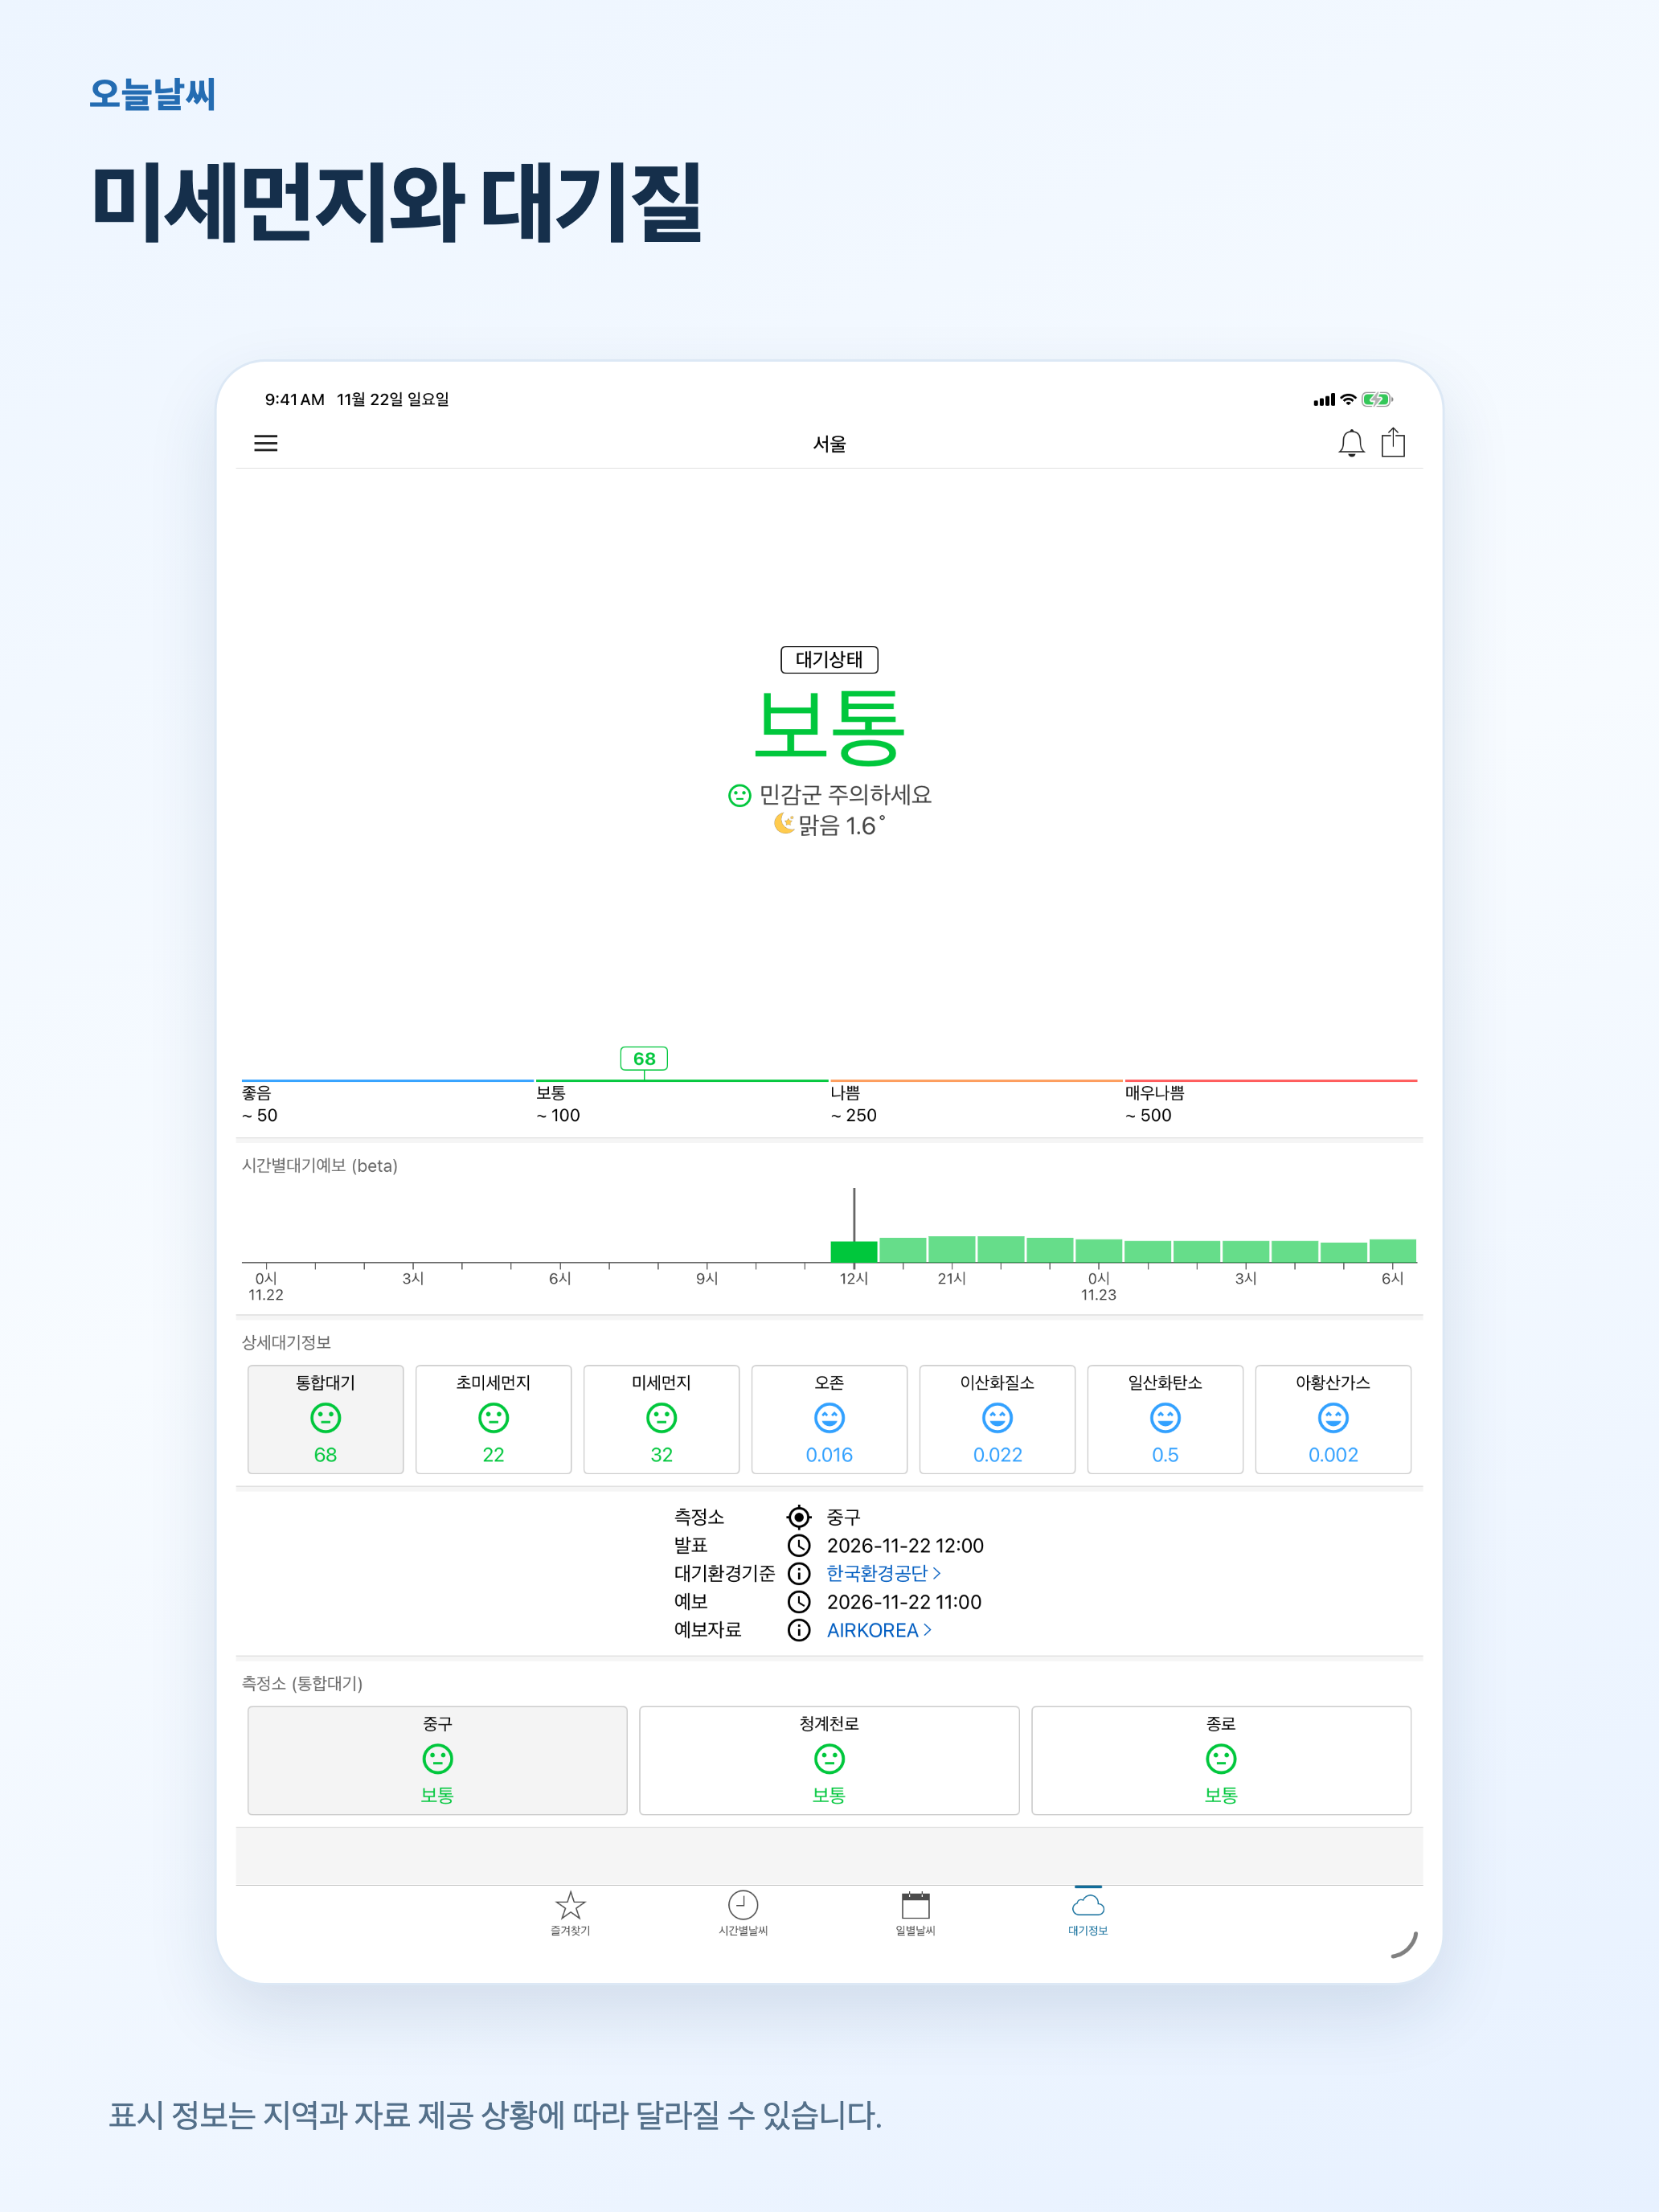 오늘날씨
미세먼지와 대기질
9:41 AM 11월 22일 일요일
서울
대기상태
보통
민감군 주의하세요
맑음 1.6°
68
좋음 보통 나쁨 매우나쁨
~ 50 ~ 100 ~ 250 ~ 500
시간별대기예보 (beta)
0시 3시 6시 9시 12시 21시 0시 3시 6시
11.22 11.23
상세대기정보
통합대기 초미세먼지 미세먼지 오존 이산화질소 일산화탄소 아황산가스
68 22 32 0.016 0.022 0.5 0.002
측정소 중구
발표 2026-11-22 12:00
대기환경기준 한국환경공단 >
예보 2026-11-22 11:00
예보자료 AIRKOREA >
측정소 (통합대기)
중구 청계천로 종로
보통 보통 보통
즐겨찾기 시간별날씨 일별날씨 대기정보
표시 정보는 지역과 자료 제공 상황에 따라 달라질 수 있습니다.